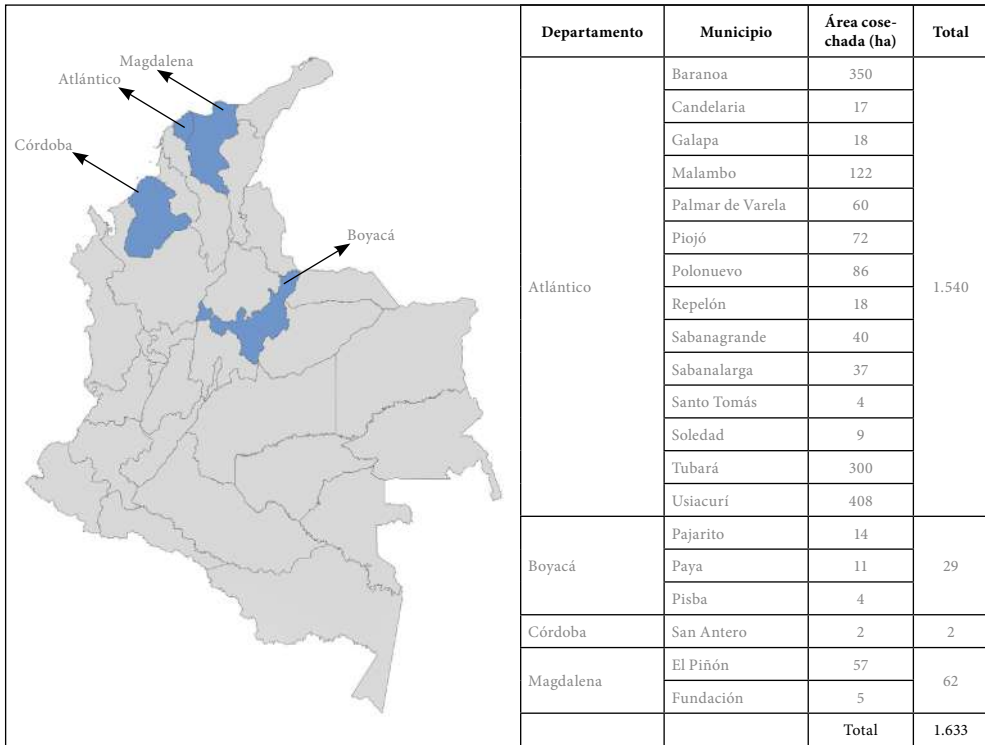 Magdalena
Atlántico
Córdoba
Boyacá
Departamento Municipio Área cose-
chada (ha) Total
Atlántico
Baranoa 350
Candelaria 17
Galapa 18
Malambo 122
Palmar de Varela 60
Piojó 72
Polonuevo 86
Repelón 18
Sabanagrande 40
Sabanalarga 37
Santo Tomás 4
Soledad 9
Tubará 300
Usiacurí 408
1.540
Boyacá
Pajarito 14
Paya 11
Pisba 4
29
Córdoba San Antero 2 2
Magdalena
El Piñón 57
Fundación 5
62
Total 1.633